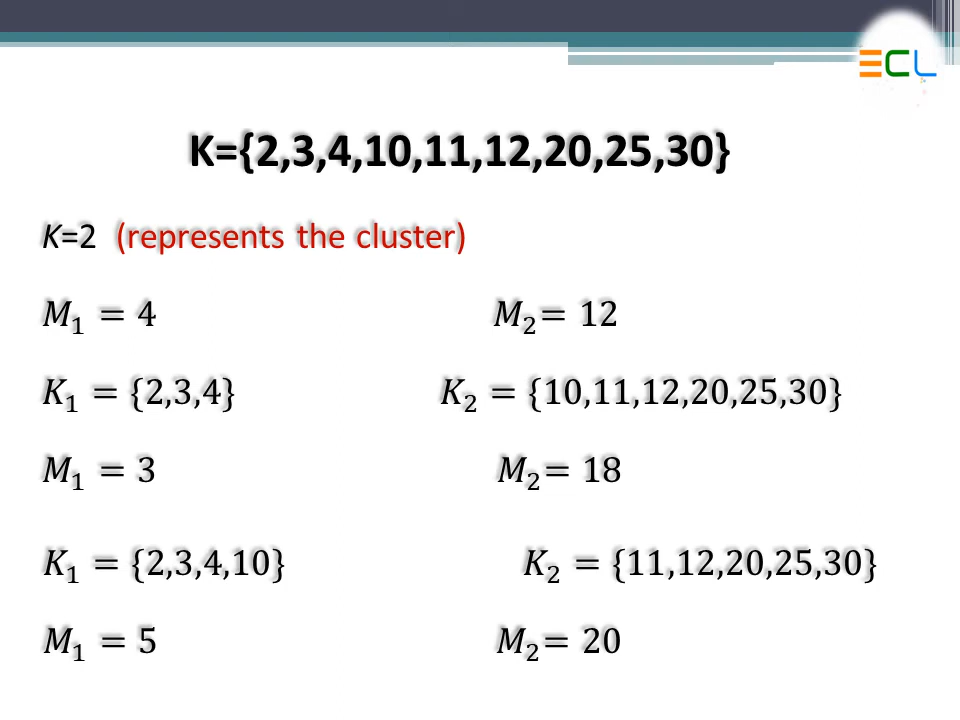 ECL
K={2,3,4,10,11,12,20,25,30}
K=2 (represents the cluster)
M₁ = 4 M₂= 12
K₁ = {2,3,4} K₂ = {10,11,12,20,25,30}
M₁ = 3 M₂= 18
K₁ = {2,3,4,10} K₂ = {11,12,20,25,30}
M₁ = 5 M₂= 20